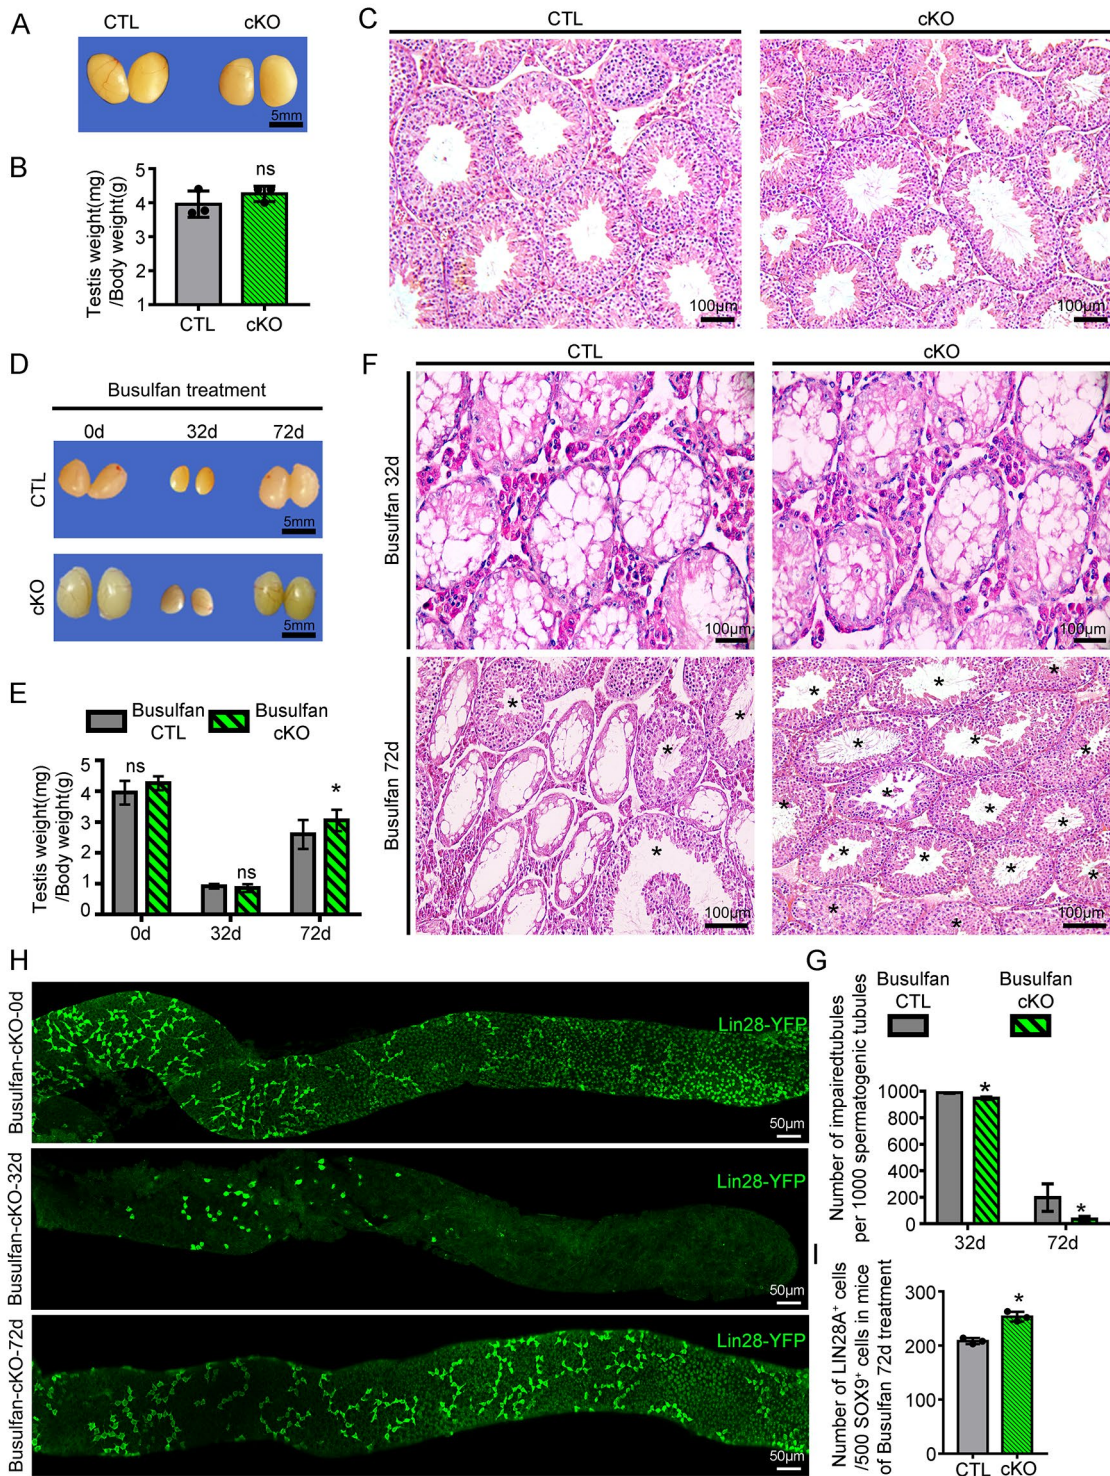 A
CTL cKO
5mm
B
Testis weight(mg)
/Body weight(g)
5
4
3
2
1
ns
CTL cKO
C
CTL cKO
100μm 100μm
D
Busulfan treatment
0d 32d 72d
CTL
5mm
cKO
5mm
E
Busulfan
CTL
Busulfan
cKO
Testis weight(mg)
/Body weight(g)
5
4
3
2
1
0
ns
ns
*
0d 32d 72d
F
CTL cKO
Busulfan 32d
100μm 100μm
Busulfan 72d
* * * *
* * * * * * * * * * * * * * *
100μm 100μm
H
Busulfan-cKO-0d
Lin28-YFP
50μm
Busulfan-cKO-32d
Lin28-YFP
50μm
Busulfan-cKO-72d
Lin28-YFP
50μm
G
Busulfan
CTL
Busulfan
cKO
Number of impairedtubules
per 1000 spermatogenic tubules
1000
800
600
400
200
0
*
*
32d 72d
I
Number of LIN28A⁺ cells
/500 SOX9⁺ cells in mice
of Busulfan 72d treatment
300
200
100
0
*
CTL cKO